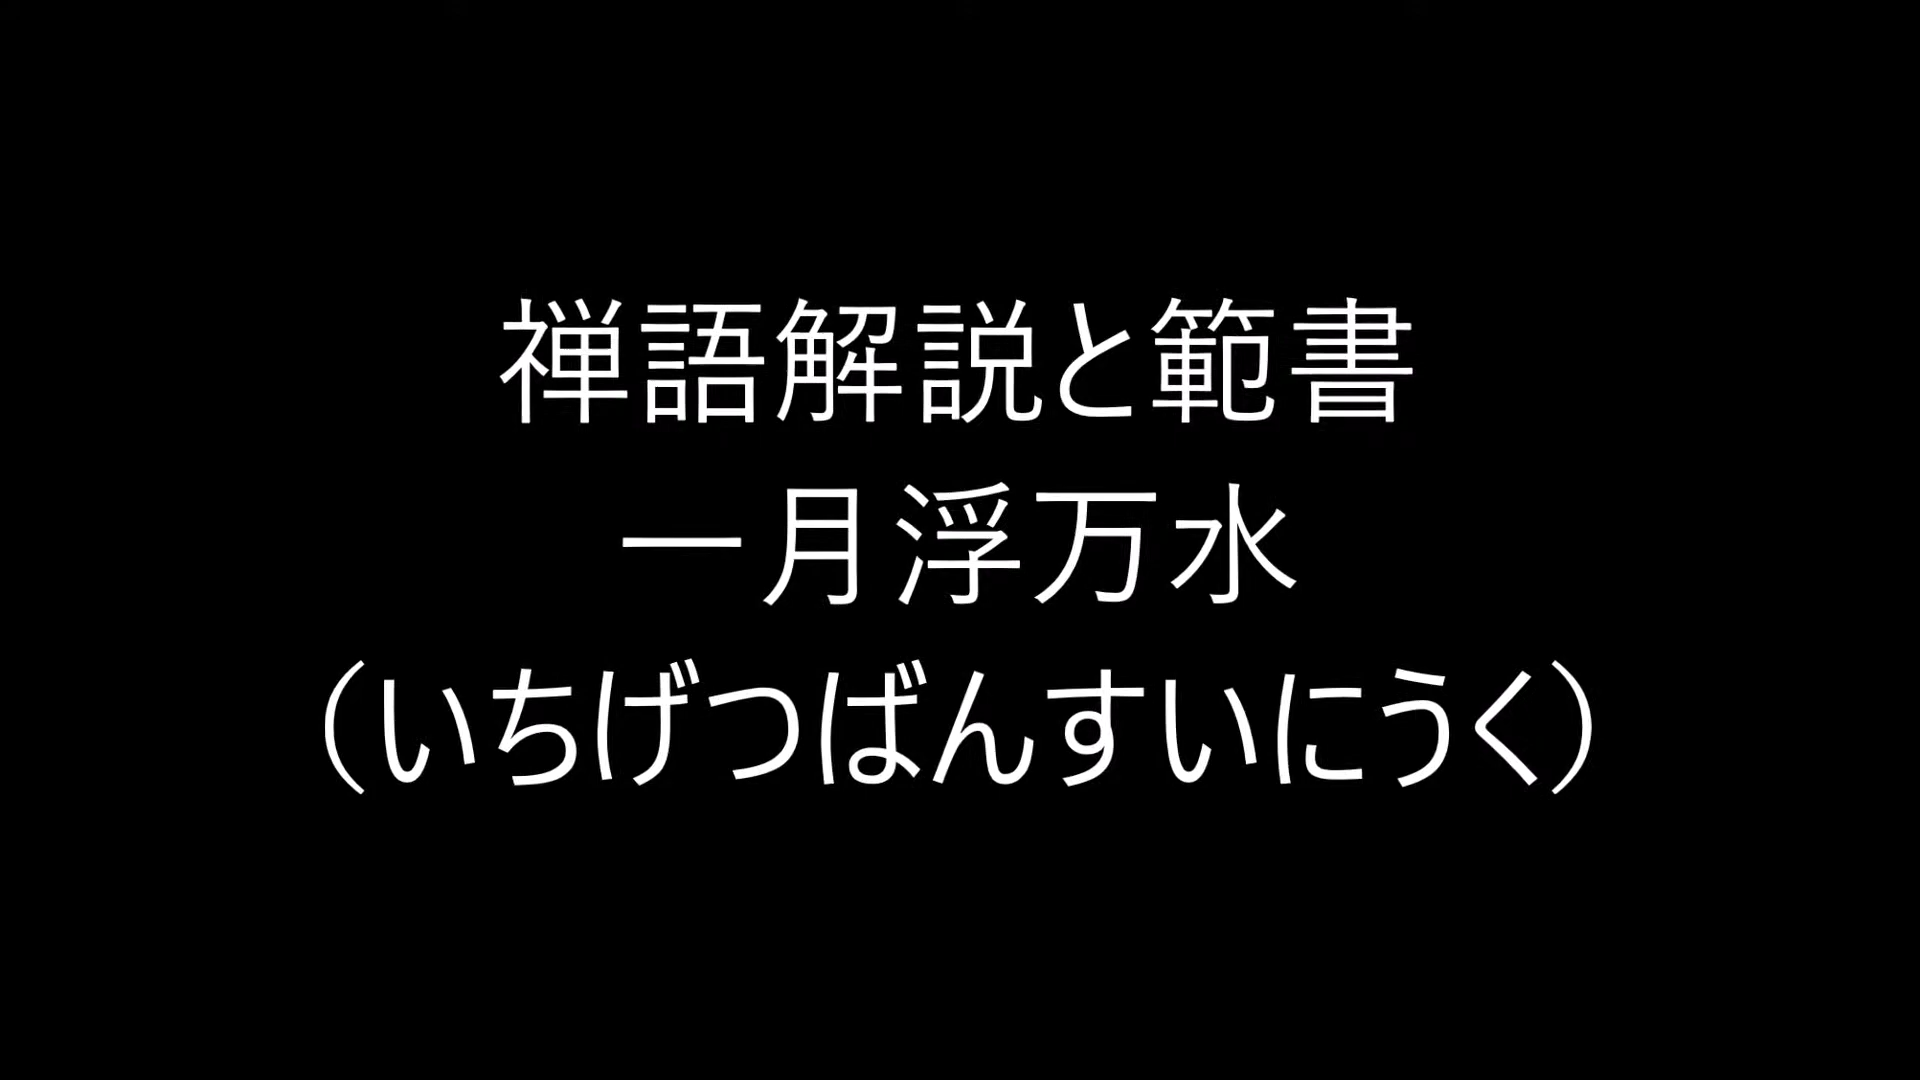 禅語解説と範書
一月浮万水
（いちげつばんすいにうく）